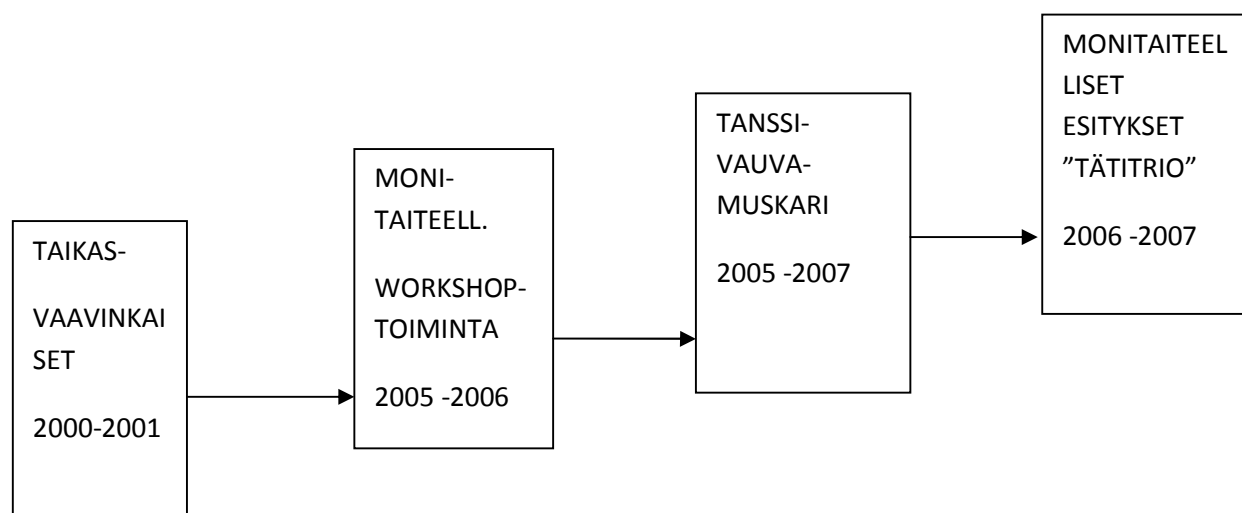 TAIKAS-
VAAVINKAI
SET
2000-2001
MONI-
TAITEELL.
WORKSHOP-
TOIMINTA
2005 -2006
TANSSI-
VAUVA-
MUSKARI
2005 -2007
MONITAITEEL
LISET
ESITYKSET
”TÄTITRIO”
2006 -2007